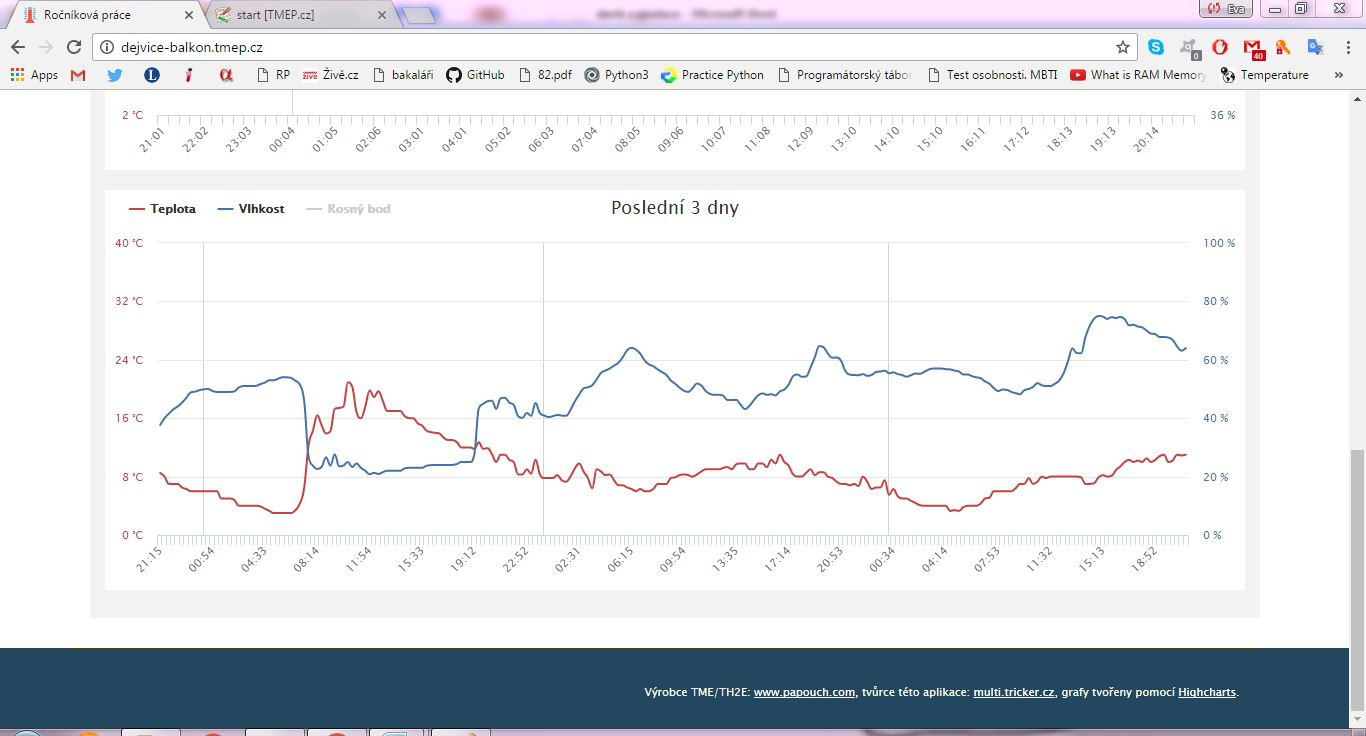 Ročníková práce start [TMEP.cz] Eva
dejvice-balkon.tmep.cz 0 40
Apps L i α RP živě Živě.cz bakaláři GitHub 82.pdf Python3 Practice Python Programátorský tábor Test osobnosti. MBTI What is RAM Memory Temperature »
2 °C 36 %
21:01 22:02 23:03 00:04 01:05 02:06 03:01 04:01 05:02 06:03 07:04 08:05 09:06 10:07 11:08 12:09 13:10 14:10 15:10 16:11 17:12 18:13 19:13 20:14
Teplota Vlhkost Rosný bod Poslední 3 dny
40 °C 100 %
32 °C 80 %
24 °C 60 %
16 °C 40 %
8 °C 20 %
0 °C 0 %
21:15 00:54 04:33 08:14 11:54 15:33 19:12 22:52 02:31 06:15 09:54 13:35 17:14 20:53 00:34 04:14 07:53 11:32 15:13 18:52
Výrobce TME/TH2E: www.papouch.com, tvůrce této aplikace: multi.tricker.cz, grafy tvořeny pomocí Highcharts.